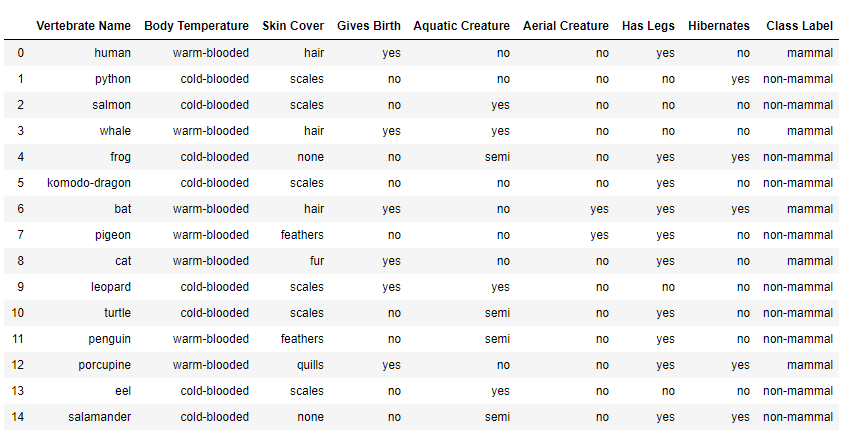 Vertebrate Name Body Temperature Skin Cover Gives Birth Aquatic Creature Aerial Creature Has Legs Hibernates Class Label
0 human warm-blooded hair yes no no yes no mammal
1 python cold-blooded scales no no no no yes non-mammal
2 salmon cold-blooded scales no yes no no no non-mammal
3 whale warm-blooded hair yes yes no no no mammal
4 frog cold-blooded none no semi no yes yes non-mammal
5 komodo-dragon cold-blooded scales no no no yes no non-mammal
6 bat warm-blooded hair yes no yes yes yes mammal
7 pigeon warm-blooded feathers no no yes yes no non-mammal
8 cat warm-blooded fur yes no no yes no mammal
9 leopard cold-blooded scales yes yes no no no non-mammal
10 turtle cold-blooded scales no semi no yes no non-mammal
11 penguin warm-blooded feathers no semi no yes no non-mammal
12 porcupine warm-blooded quills yes no no yes yes mammal
13 eel cold-blooded scales no yes no no no non-mammal
14 salamander cold-blooded none no semi no yes yes non-mammal